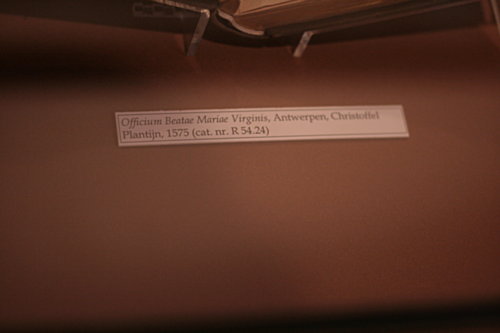 Officium Beatae Mariae Virginis, Antwerpen, Christoffel
Plantijn, 1575 (cat. nr. R 54.24)